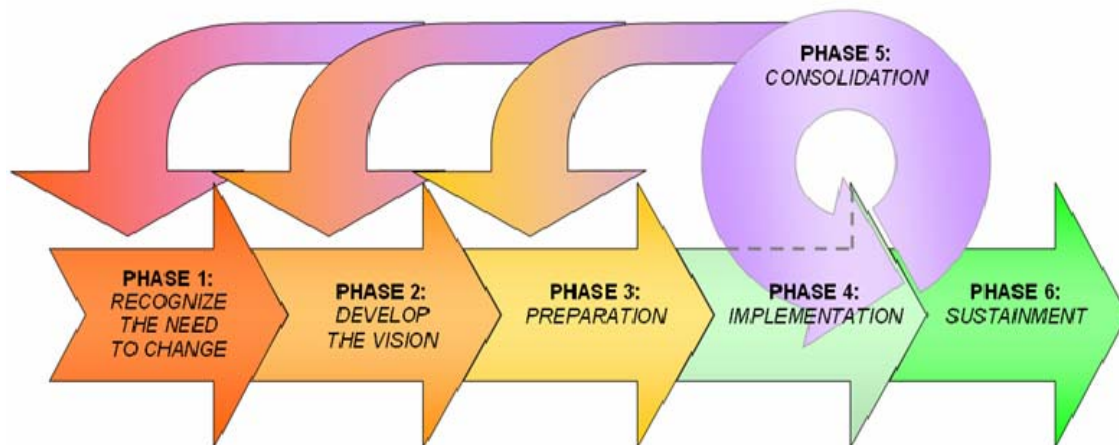 PHASE 5:
CONSOLIDATION
PHASE 1:
RECOGNIZE
THE NEED
TO CHANGE
PHASE 2:
DEVELOP
THE VISION
PHASE 3:
PREPARATION
PHASE 4:
IMPLEMENTATION
PHASE 6:
SUSTAINMENT